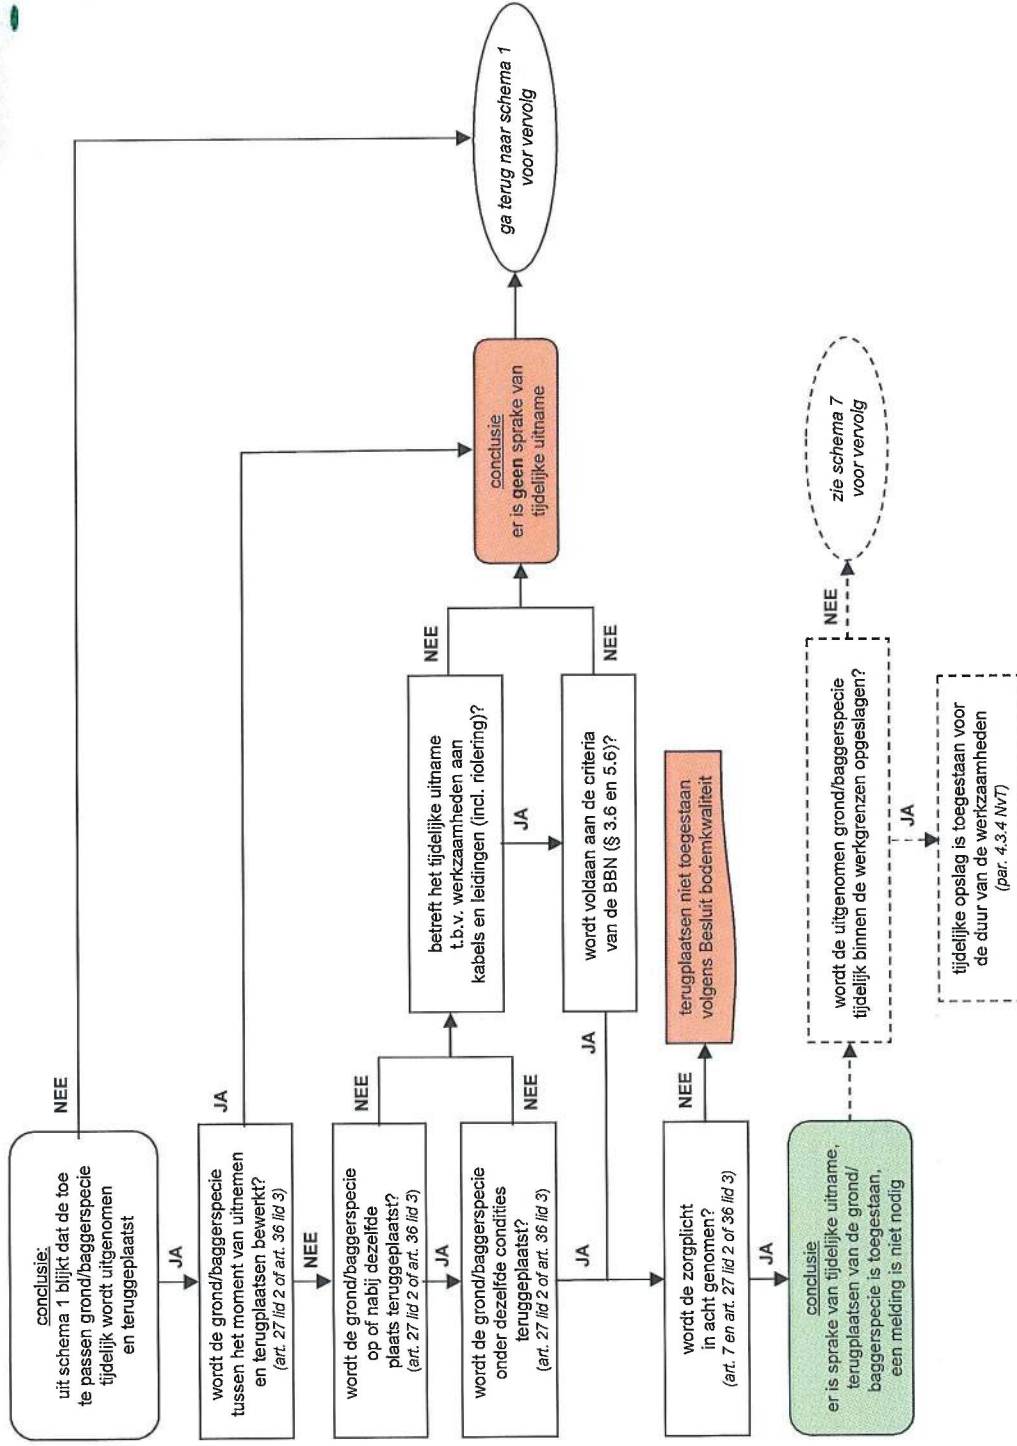 conclusie:
uit schema 1 blijkt dat de toe
te passen grond/baggerspecie
tijdelijk wordt uitgenomen
en teruggeplaatst
NEE
JA
wordt de grond/baggerspecie
tussen het moment van uitnemen
en terugplaatsen bewerkt?
(art. 27 lid 2 of art. 36 lid 3)
JA
NEE
wordt de grond/baggerspecie
op of nabij dezelfde
plaats teruggeplaatst?
(art. 27 lid 2 of art. 36 lid 3)
NEE
JA
wordt de grond/baggerspecie
onder dezelfde condities
teruggeplaatst?
(art. 27 lid 2 of art. 36 lid 3)
NEE
JA
betreft het tijdelijke uitname
t.b.v. werkzaamheden aan
kabels en leidingen (incl. riolering)?
NEE
JA
wordt voldaan aan de criteria
van de BBN (§ 3.6 en 5.6)?
NEE
JA
conclusie
er is geen sprake van
tijdelijke uitname
ga terug naar schema 1
voor vervolg
wordt de zorgplicht
in acht genomen?
(art. 7 en art. 27 lid 2 of 36 lid 3)
NEE
JA
terugplaatsen niet toegestaan
volgens Besluit bodemkwaliteit
conclusie
er is sprake van tijdelijke uitname,
terugplaatsen van de grond/
baggerspecie is toegestaan,
een melding is niet nodig
wordt de uitgenomen grond/baggerspecie
tijdelijk binnen de werkgrenzen opgeslagen?
NEE
JA
zie schema 7
voor vervolg
tijdelijke opslag is toegestaan voor
de duur van de werkzaamheden
(par. 4.3.4 NvT)